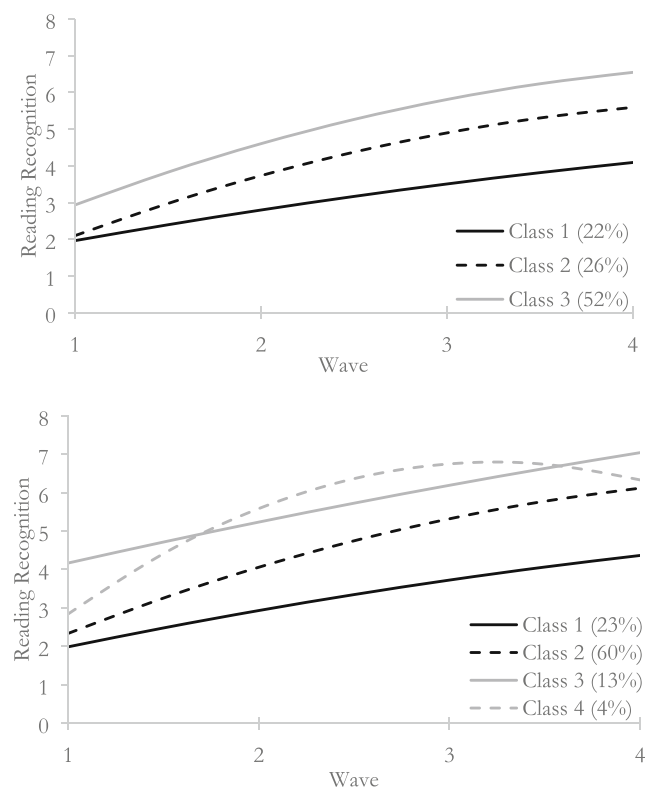 8
7
6
5
4
3
2
1
0
Reading Recognition
Class 1 (22%)
Class 2 (26%)
Class 3 (52%)
1 2 3 4
Wave
8
7
6
5
4
3
2
1
0
Reading Recognition
Class 1 (23%)
Class 2 (60%)
Class 3 (13%)
Class 4 (4%)
1 2 3 4
Wave